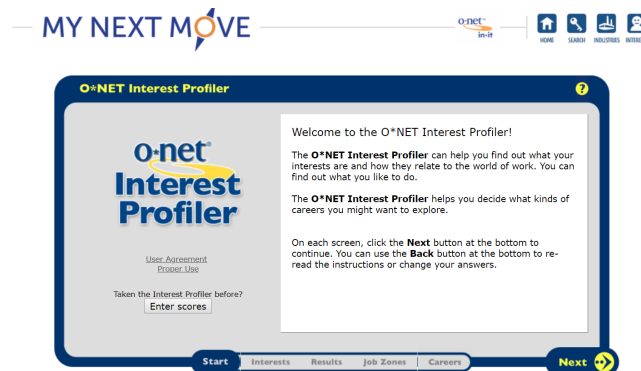 MY NEXT MOVE
o*net™
in-it
HOME
SEARCH
INDUSTRIES
O*NET Interest Profiler
?
o*net®
Interest
Profiler
User Agreement
Proper Use
Taken the Interest Profiler before?
Enter scores
Welcome to the O*NET Interest Profiler!
The O*NET Interest Profiler can help you find out what your
interests are and how they relate to the world of work. You can
find out what you like to do.
The O*NET Interest Profiler helps you decide what kinds of
careers you might want to explore.
On each screen, click the Next button at the bottom to
continue. You can use the Back button at the bottom to re-
read the instructions or change your answers.
Start
Interests
Results
Job Zones
Careers
Next